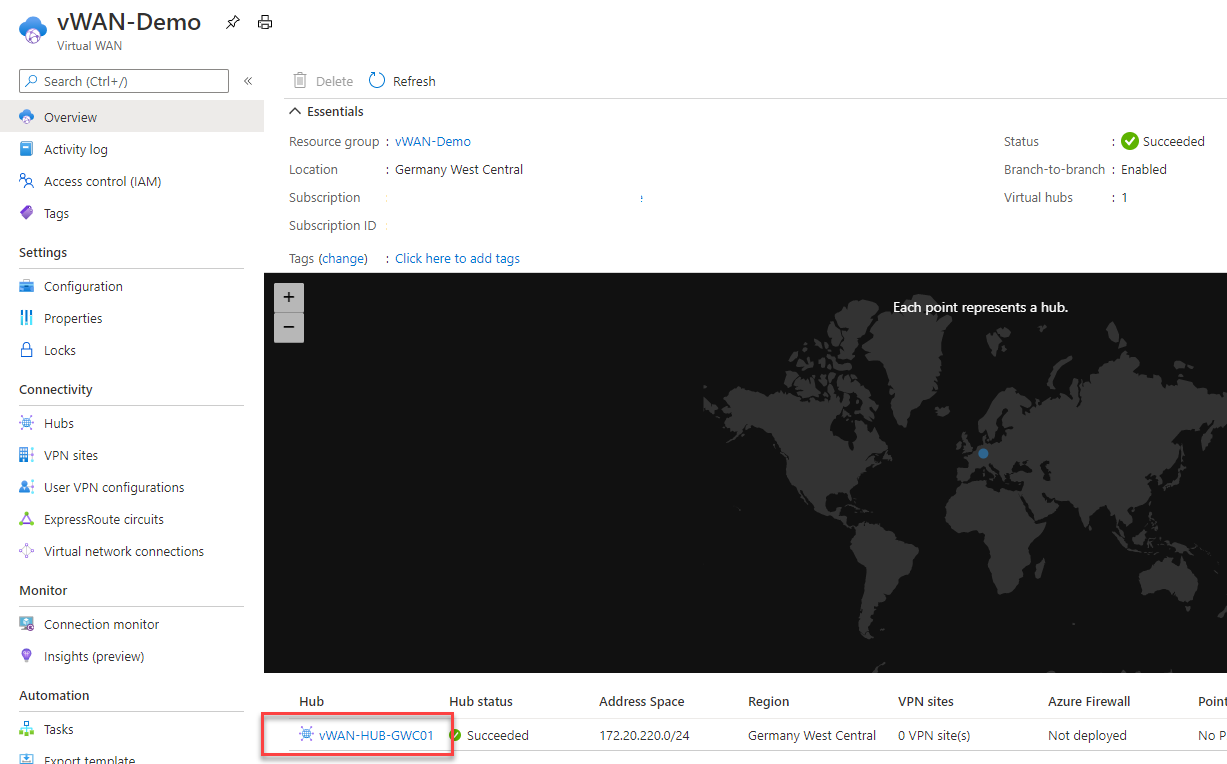 vWAN-Demo
Virtual WAN
Search (Ctrl+/)
«
Delete
Refresh
Overview
Activity log
Access control (IAM)
Tags
Settings
Configuration
Properties
Locks
Connectivity
Hubs
VPN sites
User VPN configurations
ExpressRoute circuits
Virtual network connections
Monitor
Connection monitor
Insights (preview)
Automation
Tasks
Export template
Essentials
Resource group : vWAN-Demo
Location : Germany West Central
Subscription :
Subscription ID :
Tags (change) : Click here to add tags
Status : Succeeded
Branch-to-branch : Enabled
Virtual hubs : 1
+
−
Each point represents a hub.
Hub Hub status Address Space Region VPN sites Azure Firewall Point
vWAN-HUB-GWC01 Succeeded 172.20.220.0/24 Germany West Central 0 VPN site(s) Not deployed No P